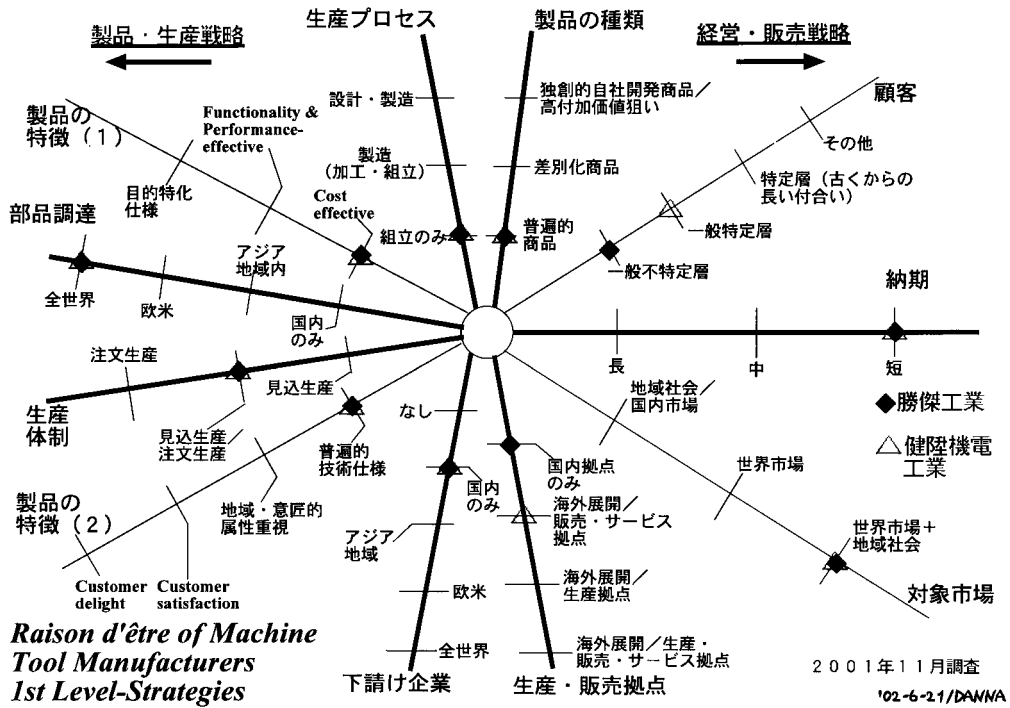 生産プロセス
製品の種類
製品・生産戦略
経営・販売戦略
設計・製造
独創的自社開発商品／
高付加価値狙い
顧客
製品の
特徴（１）
Functionality &
Performance-
effective
その他
製造
（加工・組立）
差別化商品
特定層（古くからの
長い付合い）
目的特化
仕様
Cost
effective
部品調達
組立のみ
普遍的
商品
一般特定層
アジア
地域内
一般不特定層
全世界
欧米
納期
国内
のみ
注文生産
長
中
短
見込生産
地域社会／
国内市場
生産
体制
なし
◆勝傑工業
見込生産／
注文生産
普遍的
技術仕様
国内
のみ
国内拠点
のみ
世界市場
△健陞機電
工業
製品の
特徴（２）
地域・意匠的
属性重視
海外展開／
販売・サービス
拠点
アジア
地域
世界市場＋
地域社会
Customer
delight
Customer
satisfaction
欧米
海外展開／
生産拠点
対象市場
Raison d'être of Machine
Tool Manufacturers
1st Level-Strategies
全世界
海外展開／生産・
販売・サービス拠点
下請け企業
生産・販売拠点
２００１年１１月調査
'02-6-21/DANNA